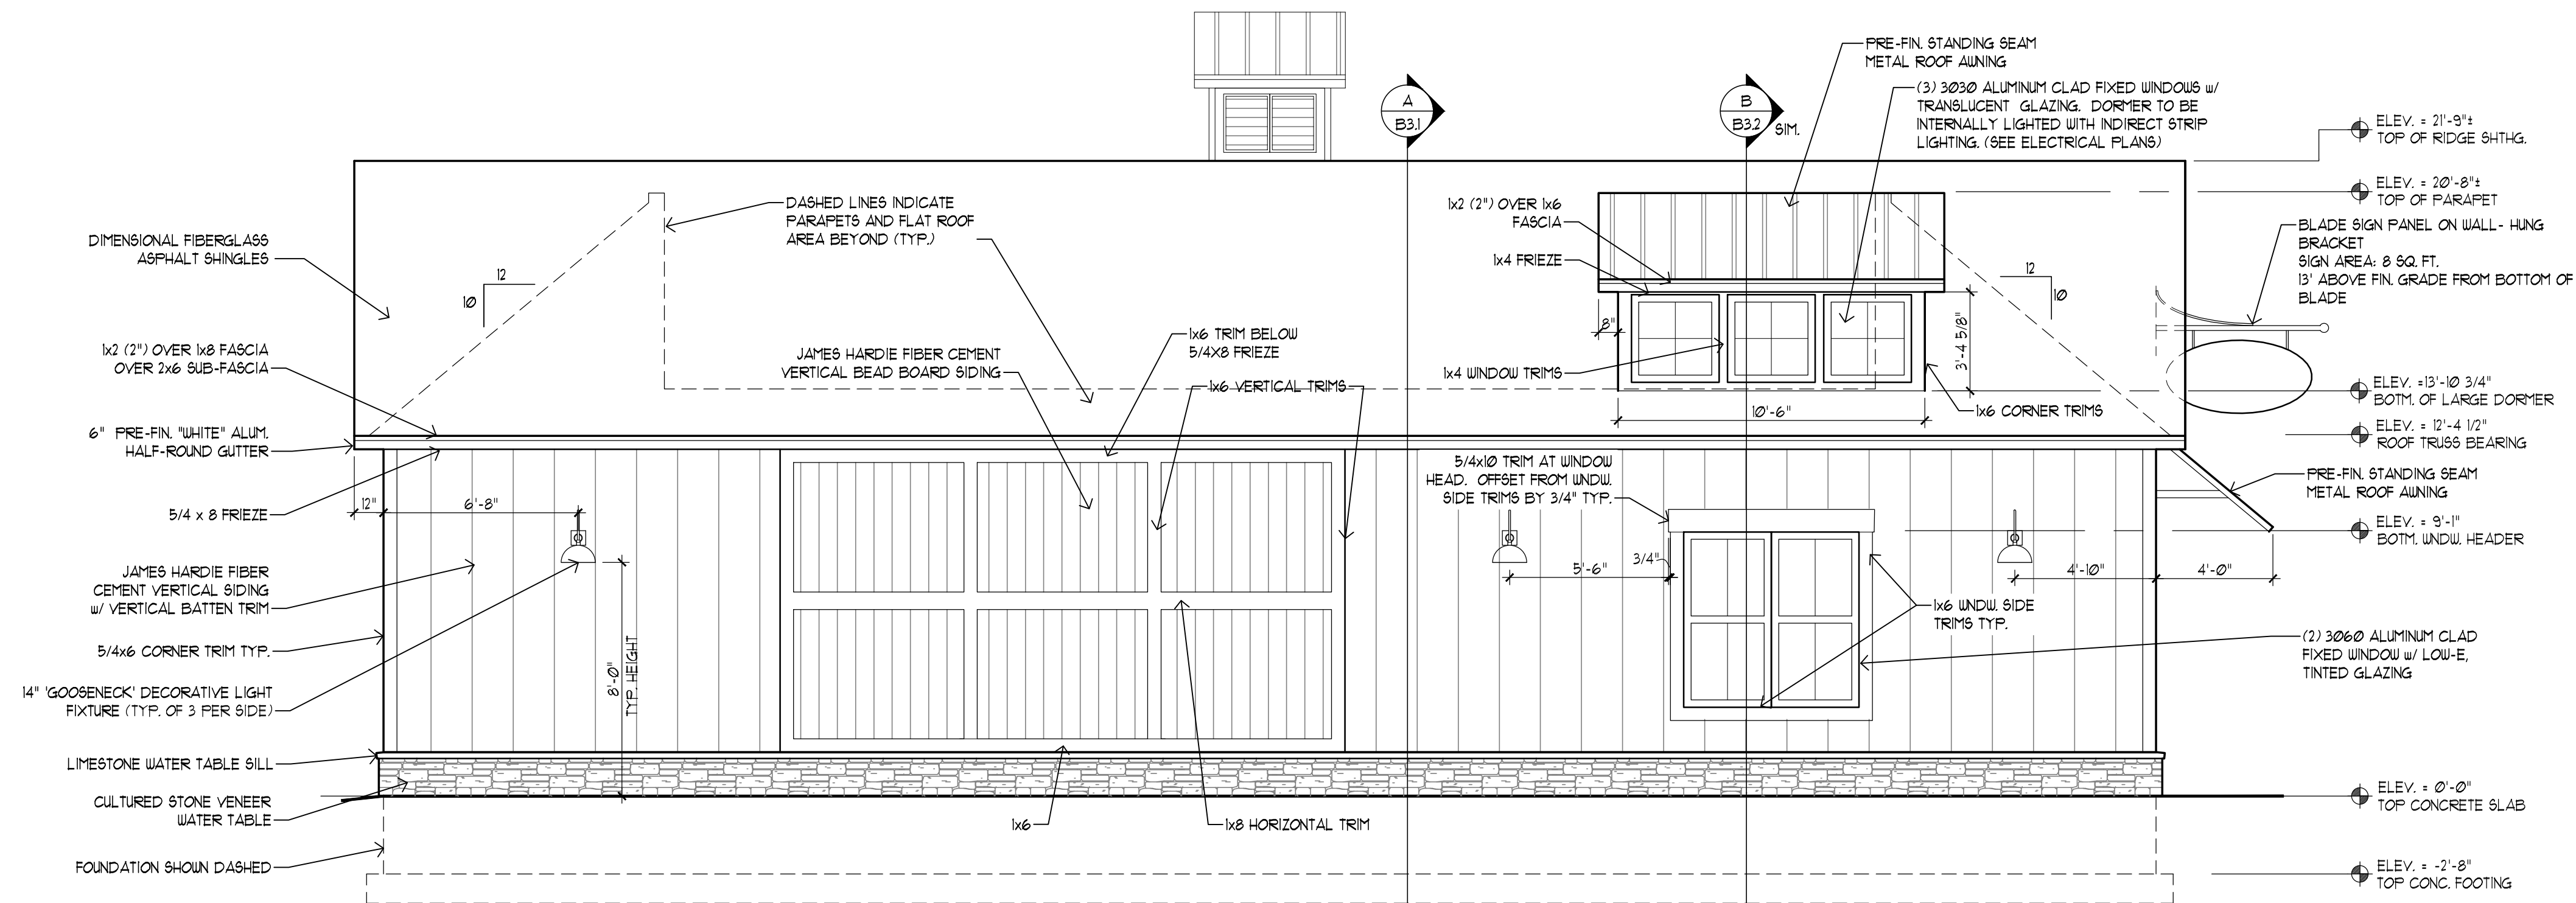 PRE-FIN. STANDING SEAM
METAL ROOF AWNING
(3) 3030 ALUMINUM CLAD FIXED WINDOWS w/
TRANSLUCENT GLAZING. DORMER TO BE
INTERNALLY LIGHTED WITH INDIRECT STRIP
LIGHTING. (SEE ELECTRICAL PLANS)
A
B3.1
B
B3.2
SIM.
ELEV. = 21'-9"±
TOP OF RIDGE SHTHG.
ELEV. = 20'-8"±
TOP OF PARAPET
BLADE SIGN PANEL ON WALL- HUNG
BRACKET
SIGN AREA: 8 SQ. FT.
13' ABOVE FIN. GRADE FROM BOTTOM OF
BLADE
DASHED LINES INDICATE
PARAPETS AND FLAT ROOF
AREA BEYOND (TYP.)
1x2 (2") OVER 1x6
FASCIA
1x4 FRIEZE
DIMENSIONAL FIBERGLASS
ASPHALT SHINGLES
12
10
12
10
8"
3'-4 5/8"
1x2 (2") OVER 1x8 FASCIA
OVER 2x6 SUB-FASCIA
JAMES HARDIE FIBER CEMENT
VERTICAL BEAD BOARD SIDING
1x6 TRIM BELOW
5/4X8 FRIEZE
1x6 VERTICAL TRIMS
1x4 WINDOW TRIMS
10'-6"
1x6 CORNER TRIMS
ELEV. =13'-10 3/4"
BOTM. OF LARGE DORMER
6" PRE-FIN. "WHITE" ALUM.
HALF-ROUND GUTTER
ELEV. = 12'-4 1/2"
ROOF TRUSS BEARING
5/4x10 TRIM AT WINDOW
HEAD. OFFSET FROM WNDW.
SIDE TRIMS BY 3/4" TYP.
PRE-FIN. STANDING SEAM
METAL ROOF AWNING
5/4 x 8 FRIEZE
12"
6'-8"
ELEV. = 9'-1"
BOTM. WNDW. HEADER
JAMES HARDIE FIBER
CEMENT VERTICAL SIDING
w/ VERTICAL BATTEN TRIM
5'-6"
3/4"
4'-10"
4'-0"
1x6 WNDW. SIDE
TRIMS TYP.
5/4x6 CORNER TRIM TYP.
8'-0"
TYP. HEIGHT
(2) 3060 ALUMINUM CLAD
FIXED WINDOW w/ LOW-E,
TINTED GLAZING
14" 'GOOSENECK' DECORATIVE LIGHT
FIXTURE (TYP. OF 3 PER SIDE)
LIMESTONE WATER TABLE SILL
CULTURED STONE VENEER
WATER TABLE
1x6
1x8 HORIZONTAL TRIM
ELEV. = 0'-0"
TOP CONCRETE SLAB
FOUNDATION SHOWN DASHED
ELEV. = -2'-8"
TOP CONC. FOOTING